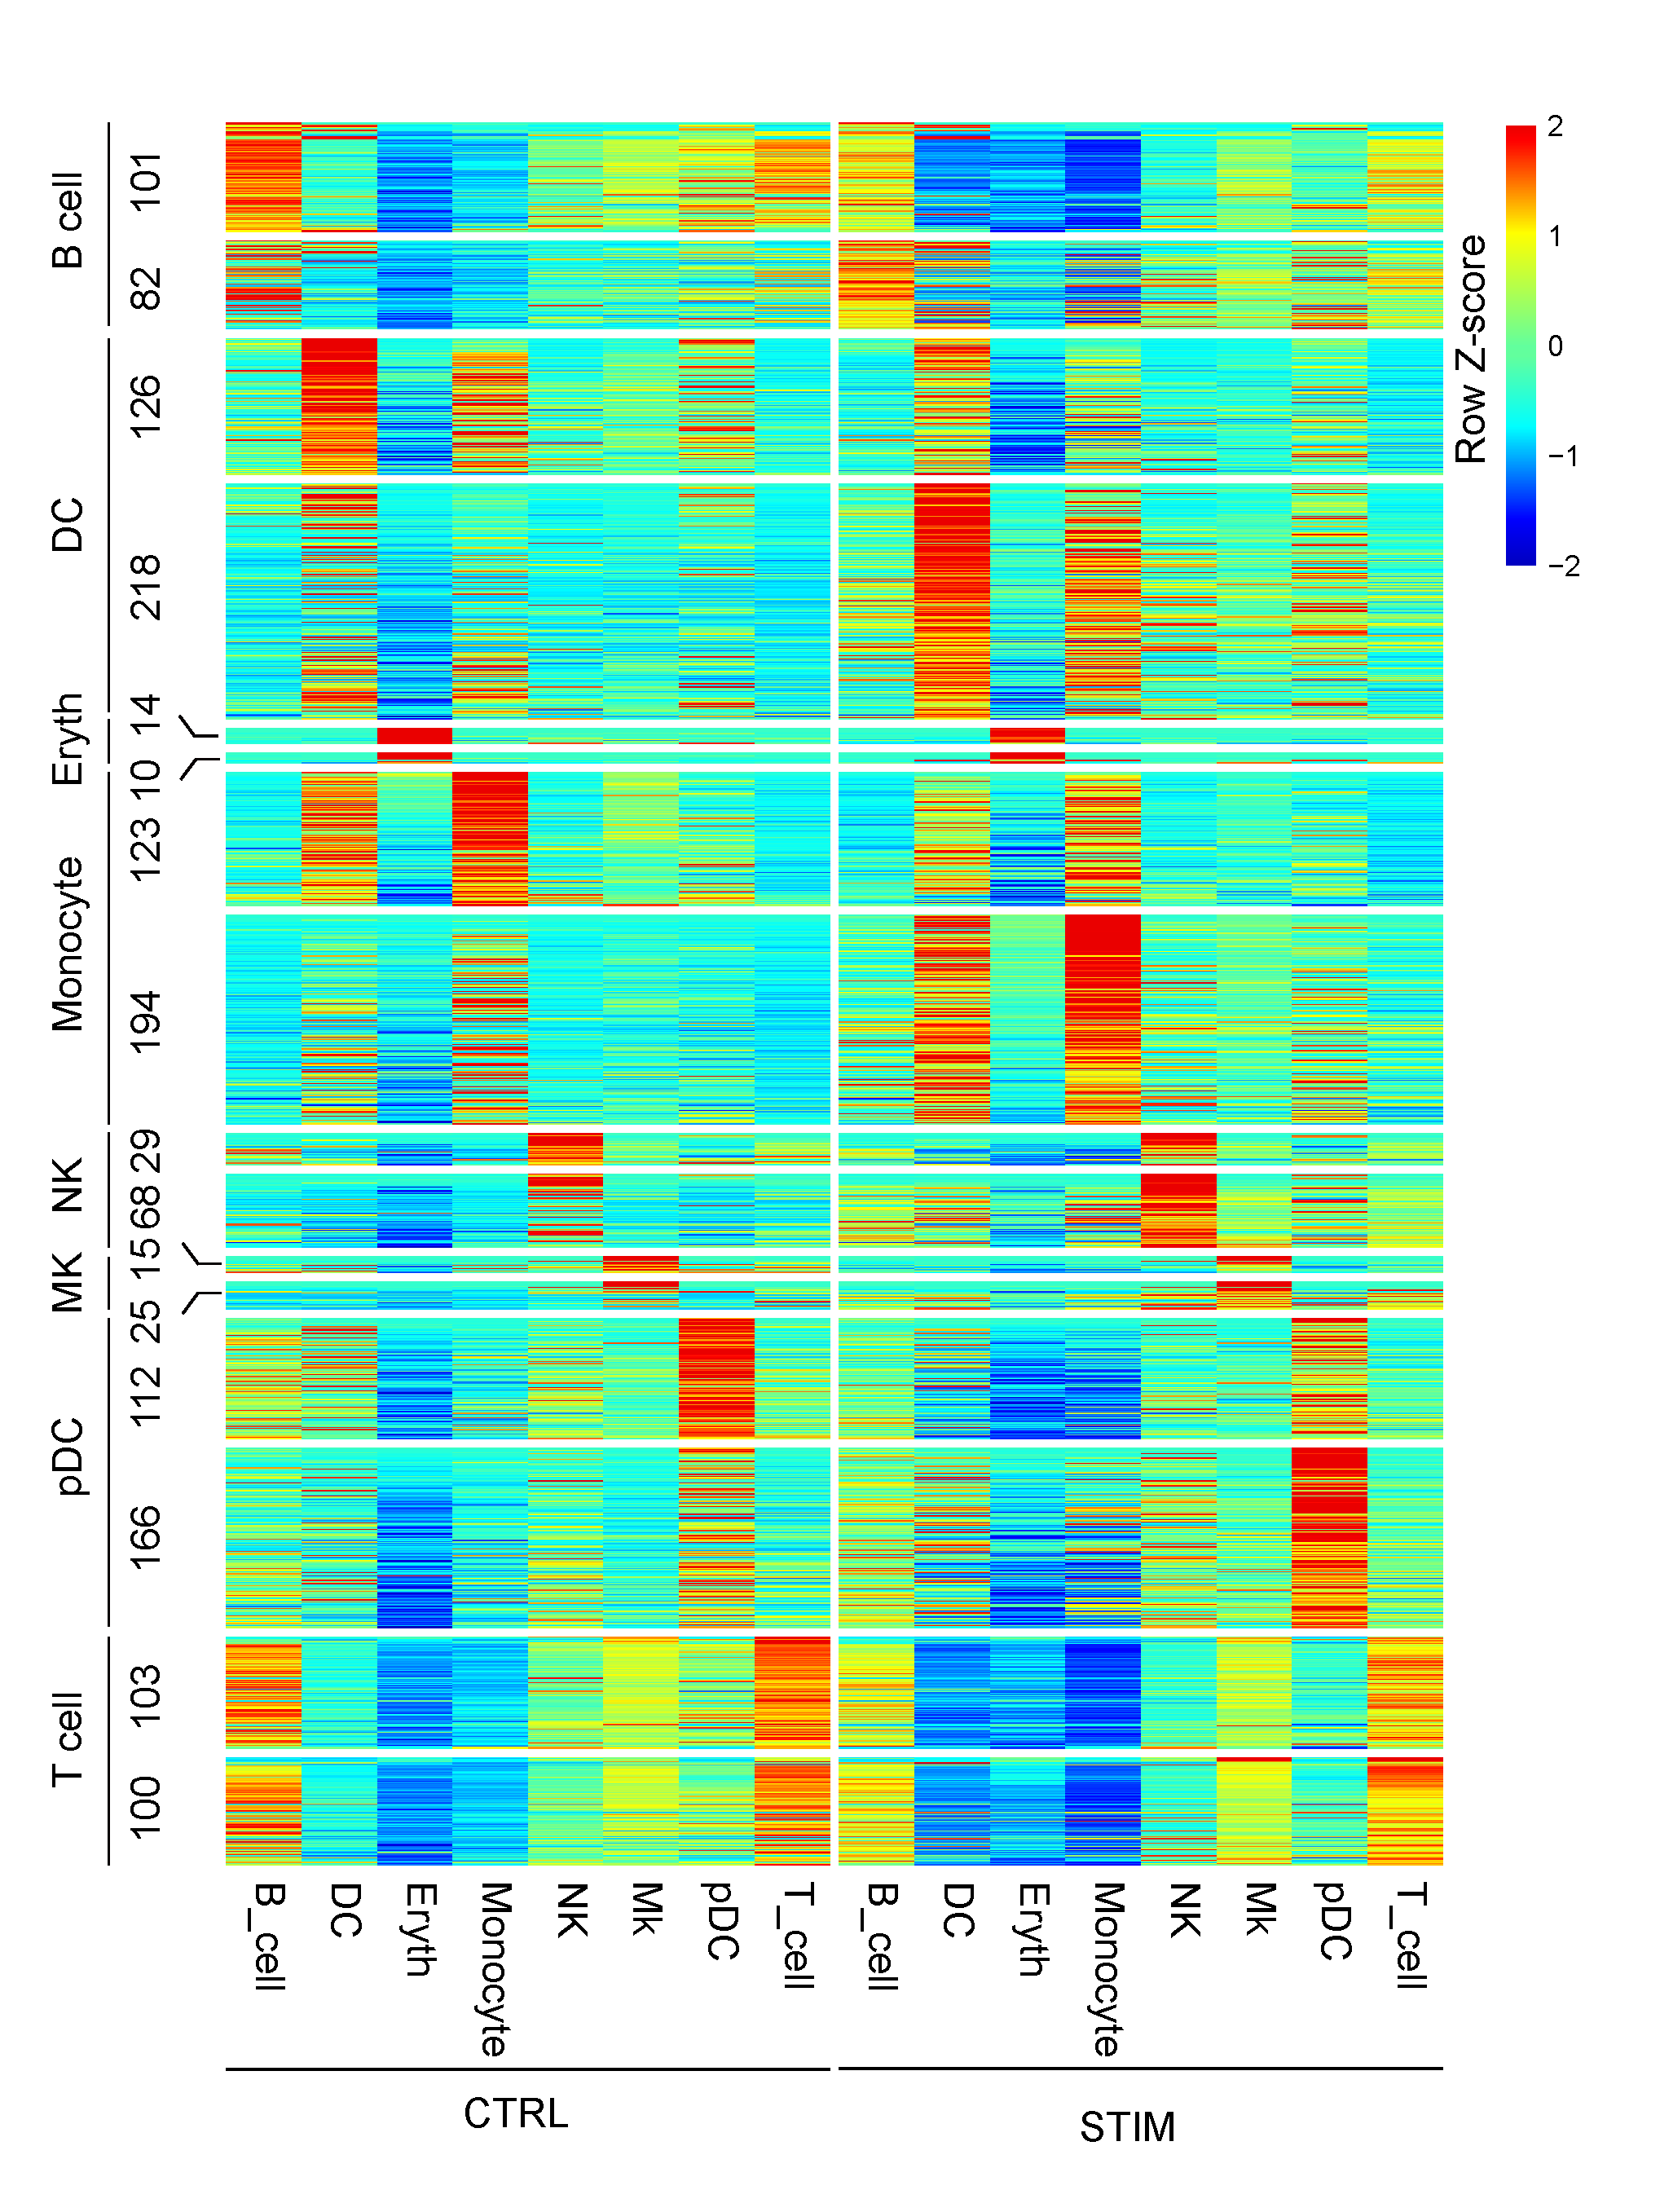 2
1
0
−1
−2
Row Z-score
B cell
101
82
DC
126
218
Eryth
14
10
Monocyte
123
194
NK
29
68
MK
15
25
pDC
112
166
T cell
103
100
B_cell
DC
Eryth
Monocyte
NK
Mk
pDC
T_cell
B_cell
DC
Eryth
Monocyte
NK
Mk
pDC
T_cell
CTRL
STIM